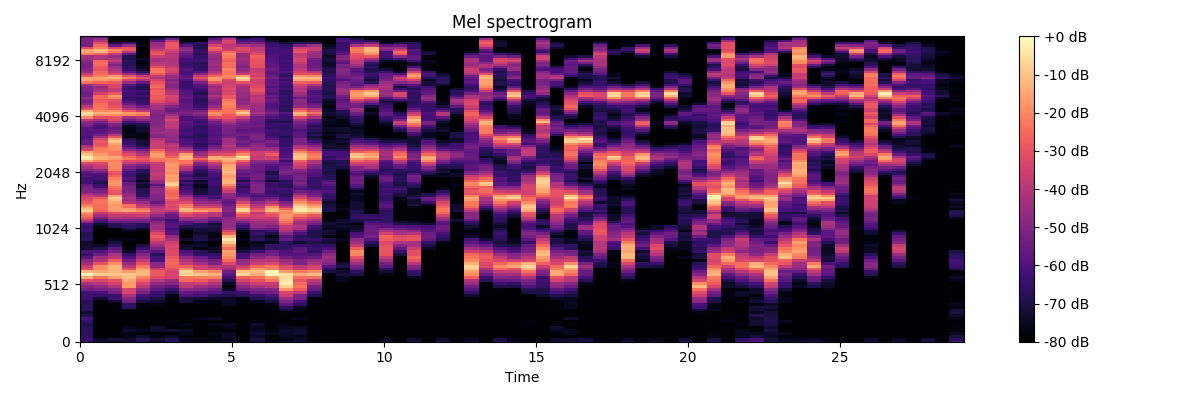 Mel spectrogram
Hz
8192
4096
2048
1024
512
0
0 5 10 15 20 25
Time
+0 dB
-10 dB
-20 dB
-30 dB
-40 dB
-50 dB
-60 dB
-70 dB
-80 dB